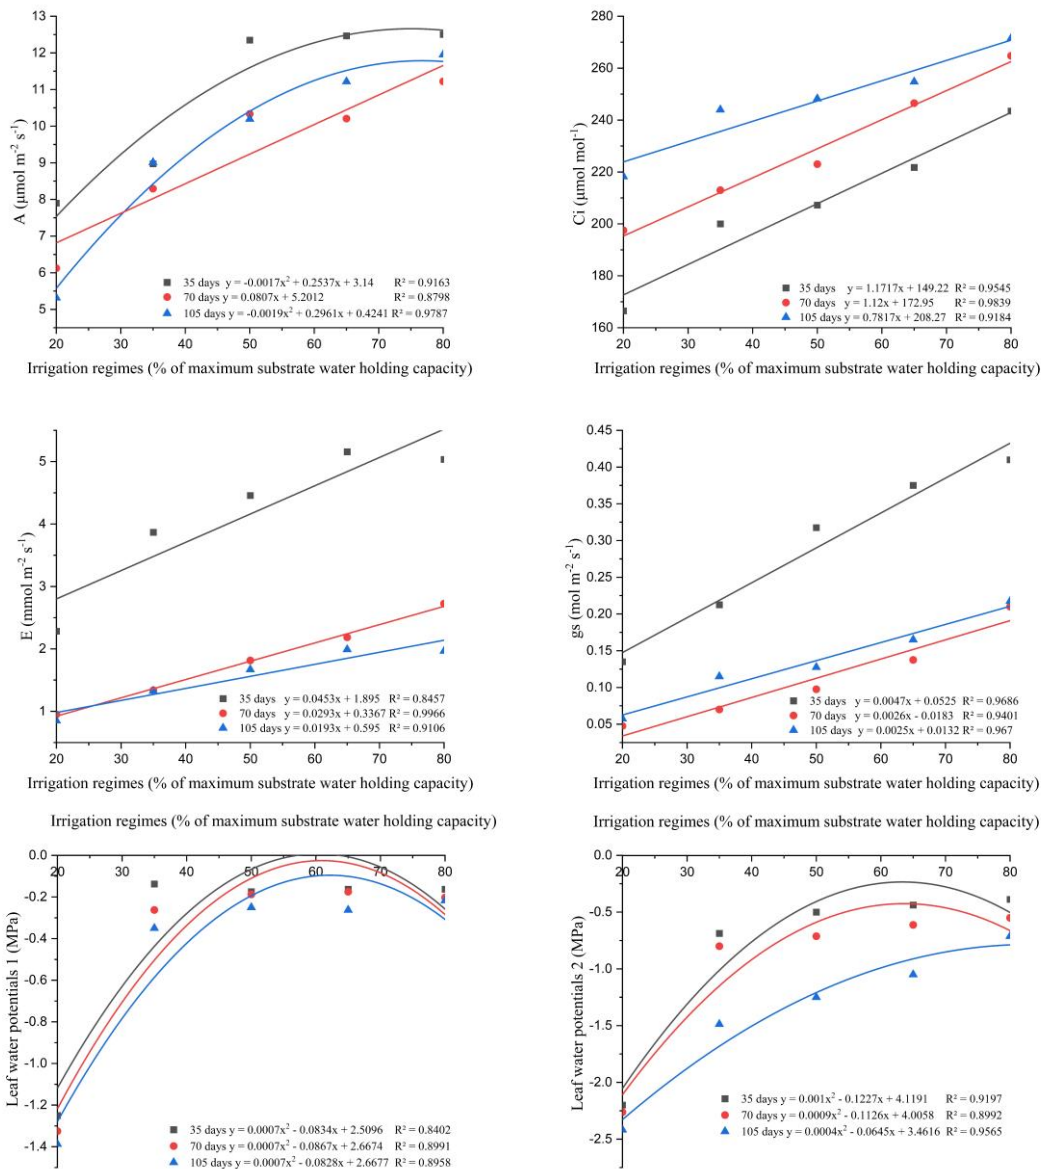 13
12
11
10
9
8
7
6
5
A (µmol m⁻² s⁻¹)
35 days y = -0.0017x² + 0.2537x + 3.14 R² = 0.9163
70 days y = 0.0807x + 5.2012 R² = 0.8798
105 days y = -0.0019x² + 0.2961x + 0.4241 R² = 0.9787
20 30 40 50 60 70 80
Irrigation regimes (% of maximum substrate water holding capacity)
280
260
240
220
200
180
160
Ci (µmol mol⁻¹)
35 days y = 1.1717x + 149.22 R² = 0.9545
70 days y = 1.12x + 172.95 R² = 0.9839
105 days y = 0.7817x + 208.27 R² = 0.9184
20 30 40 50 60 70 80
Irrigation regimes (% of maximum substrate water holding capacity)
5
4
3
2
1
E (mmol m⁻² s⁻¹)
35 days y = 0.0453x + 1.895 R² = 0.8457
70 days y = 0.0293x + 0.3367 R² = 0.9966
105 days y = 0.0193x + 0.595 R² = 0.9106
20 30 40 50 60 70 80
Irrigation regimes (% of maximum substrate water holding capacity)
0.45
0.40
0.35
0.30
0.25
0.20
0.15
0.10
0.05
gs (mol m⁻² s⁻¹)
35 days y = 0.0047x + 0.0525 R² = 0.9686
70 days y = 0.0026x - 0.0183 R² = 0.9401
105 days y = 0.0025x + 0.0132 R² = 0.967
20 30 40 50 60 70 80
Irrigation regimes (% of maximum substrate water holding capacity)
Irrigation regimes (% of maximum substrate water holding capacity)
20 30 40 50 60 70 80
0.0
-0.2
-0.4
-0.6
-0.8
-1.0
-1.2
-1.4
Leaf water potentials 1 (MPa)
35 days y = 0.0007x² - 0.0834x + 2.5096 R² = 0.8402
70 days y = 0.0007x² - 0.0867x + 2.6674 R² = 0.8991
105 days y = 0.0007x² - 0.0828x + 2.6677 R² = 0.8958
Irrigation regimes (% of maximum substrate water holding capacity)
20 30 40 50 60 70 80
0.0
-0.5
-1.0
-1.5
-2.0
-2.5
Leaf water potentials 2 (MPa)
35 days y = 0.001x² - 0.1227x + 4.1191 R² = 0.9197
70 days y = 0.0009x² - 0.1126x + 4.0058 R² = 0.8992
105 days y = 0.0004x² - 0.0645x + 3.4616 R² = 0.9565